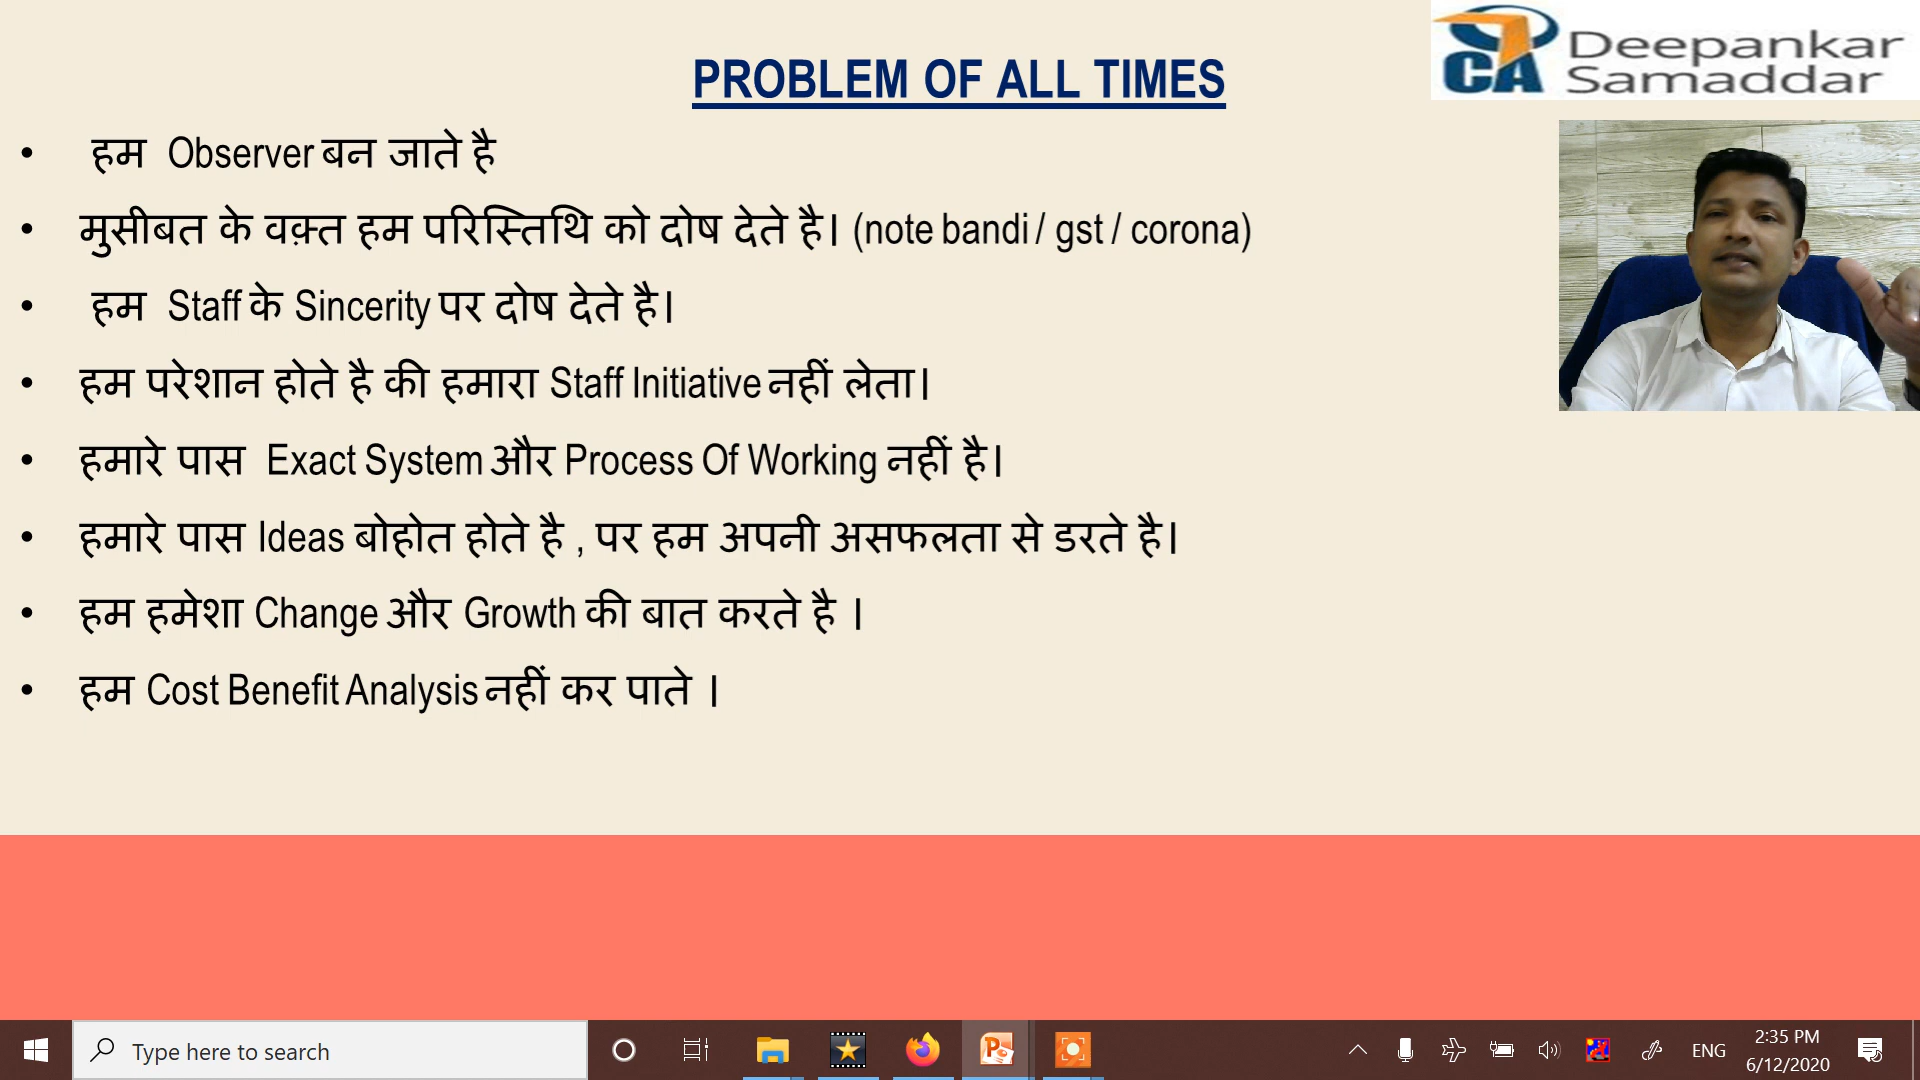 CA Deepankar
Samaddar
PROBLEM OF ALL TIMES
• हम Observer बन जाते है
• मुसीबत के वक़्त हम परिस्तिथि को दोष देते है। (note bandi / gst / corona)
• हम Staff के Sincerity पर दोष देते है।
• हम परेशान होते है की हमारा Staff Initiative नहीं लेता।
• हमारे पास Exact System और Process Of Working नहीं है।
• हमारे पास Ideas बोहोत होते है , पर हम अपनी असफलता से डरते है।
• हम हमेशा Change और Growth की बात करते है ।
• हम Cost Benefit Analysis नहीं कर पाते ।
Type here to search
ENG
2:35 PM
6/12/2020